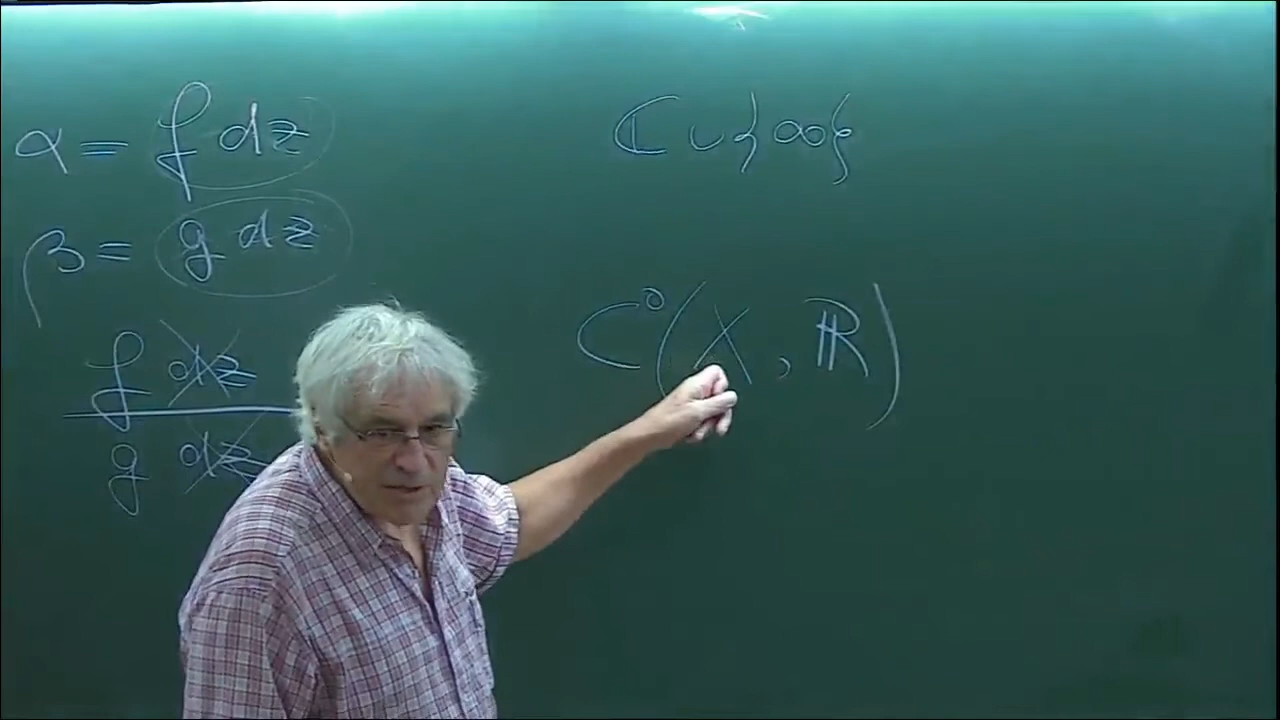 α = f dz
β = g dz
f dz
g dz
ℂ ∪ {∞}
C⁰(X, ℝ)